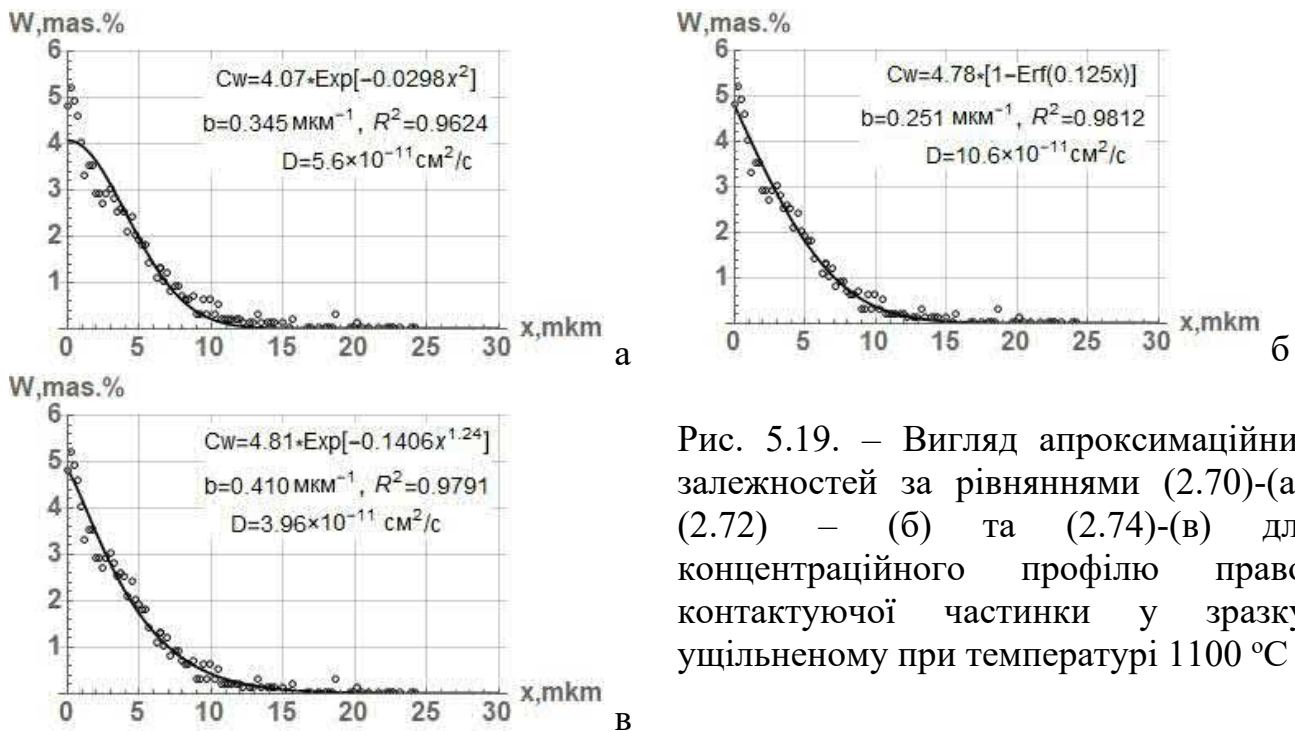 W,mas.%
6
5
4
3
2
1
0 5 10 15 20 25 30
x,mkm
Cw=4.07*Exp[−0.0298x²]
b=0.345 мкм⁻¹, R²=0.9624
D=5.6×10⁻¹¹см²/с
а
W,mas.%
6
5
4
3
2
1
0 5 10 15 20 25 30
x,mkm
Cw=4.78*[1−Erf(0.125x)]
b=0.251 мкм⁻¹, R²=0.9812
D=10.6×10⁻¹¹см²/с
б
W,mas.%
6
5
4
3
2
1
0 5 10 15 20 25 30
x,mkm
Cw=4.81*Exp[−0.1406x¹·²⁴]
b=0.410 мкм⁻¹, R²=0.9791
D=3.96×10⁻¹¹ см²/с
в
Рис. 5.19. – Вигляд апроксимаційни
залежностей за рівняннями (2.70)-(а
(2.72) – (б) та (2.74)-(в) дл
концентраційного профілю право
контактуючої частинки у зразку
ущільненому при температурі 1100 °С